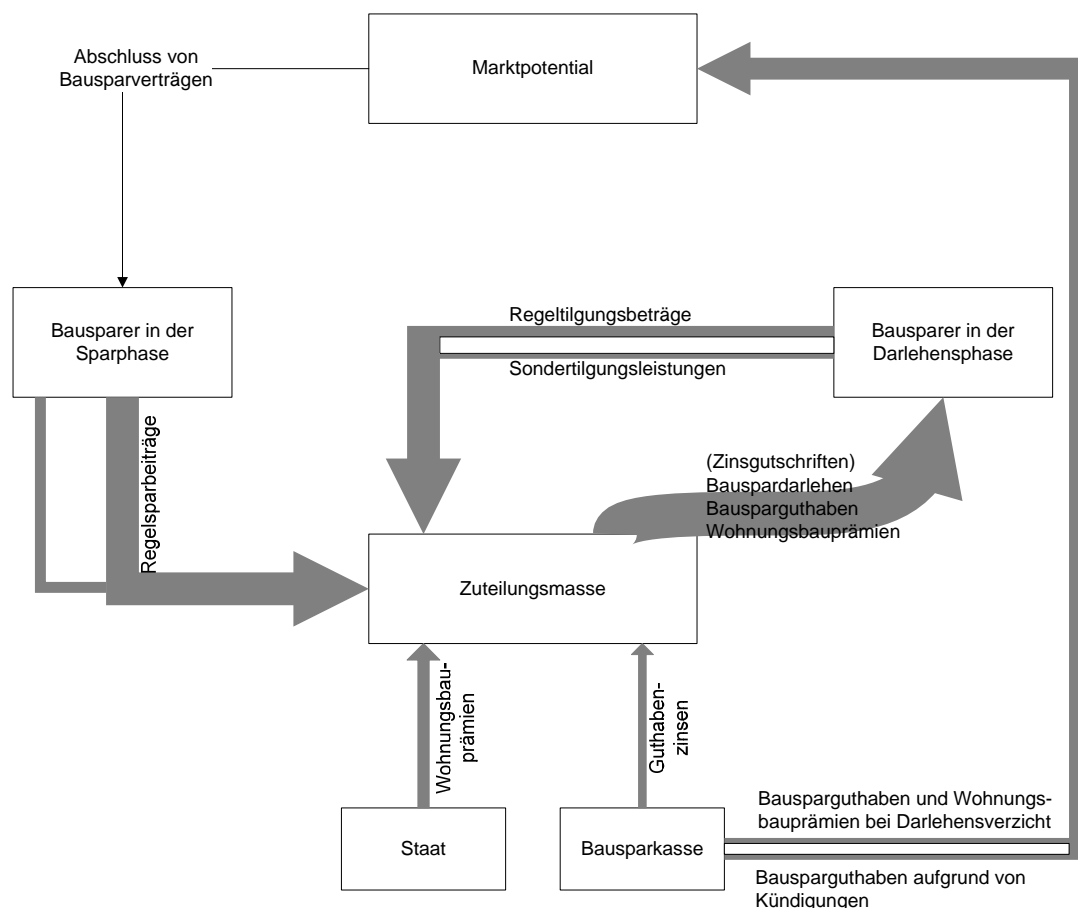 Marktpotential
Abschluss von
Bausparverträgen
Bausparer in der
Sparphase
Regeltilgungsbeträge
Sondertilgungsleistungen
Bausparer in der
Darlehensphase
Regelsparbeiträge
(Zinsgutschriften)
Bauspardarlehen
Bausparguthaben
Wohnungsbauprämien
Zuteilungsmasse
Wohnungsbau-
prämien
Guthaben-
zinsen
Staat
Bausparkasse
Bausparguthaben und Wohnungs-
bauprämien bei Darlehensverzicht
Bausparguthaben aufgrund von
Kündigungen